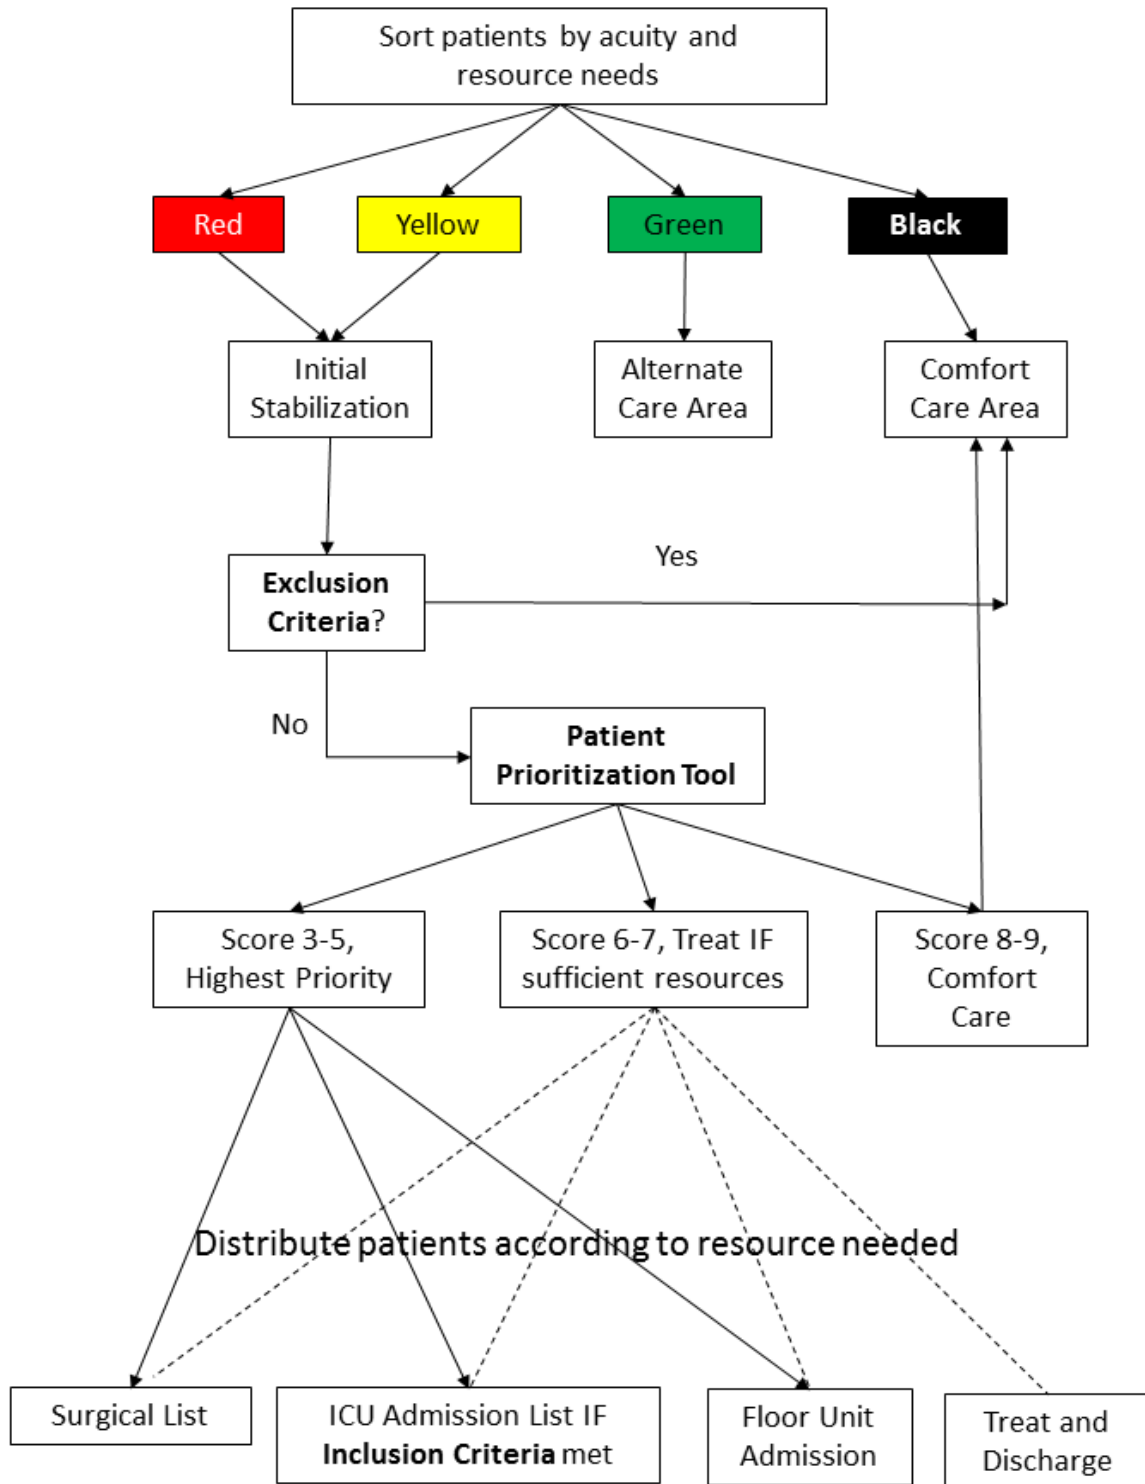 Sort patients by acuity and
resource needs
Red
Yellow
Green
Black
Initial
Stabilization
Alternate
Care Area
Comfort
Care Area
Exclusion
Criteria?
Yes
No
Patient
Prioritization Tool
Score 3-5,
Highest Priority
Score 6-7, Treat IF
sufficient resources
Score 8-9,
Comfort
Care
Distribute patients according to resource needed
Surgical List
ICU Admission List IF
Inclusion Criteria met
Floor Unit
Admission
Treat and
Discharge